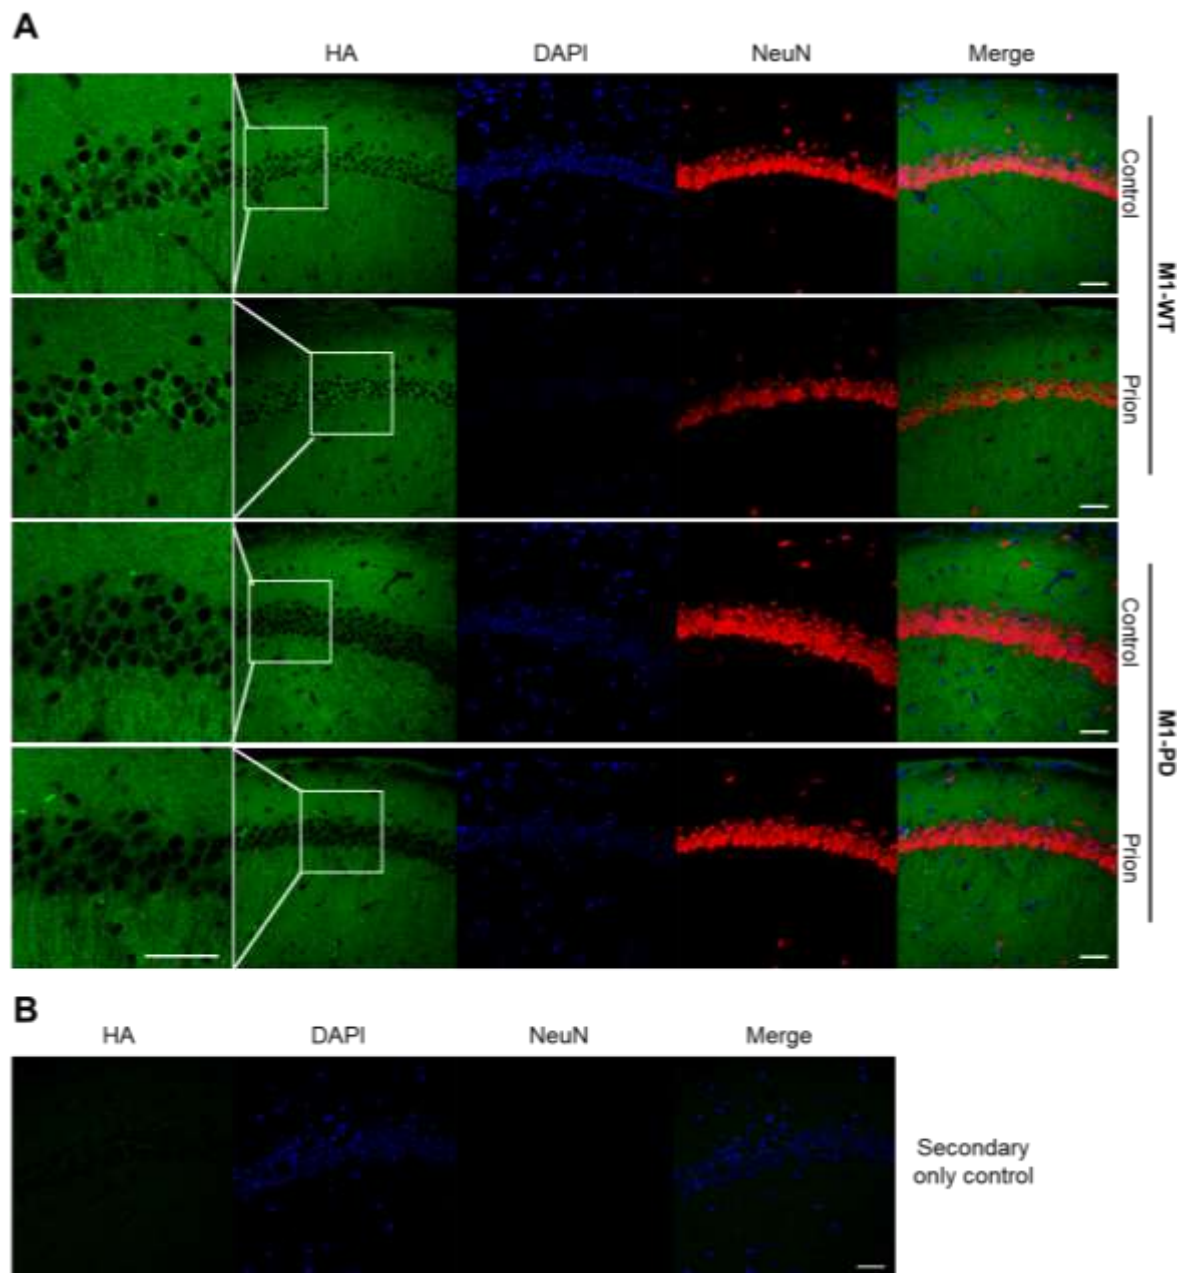 A
HA DAPI NeuN Merge
Control
M1-WT
Prion
Control
M1-PD
Prion
B
HA DAPI NeuN Merge
Secondary
only control